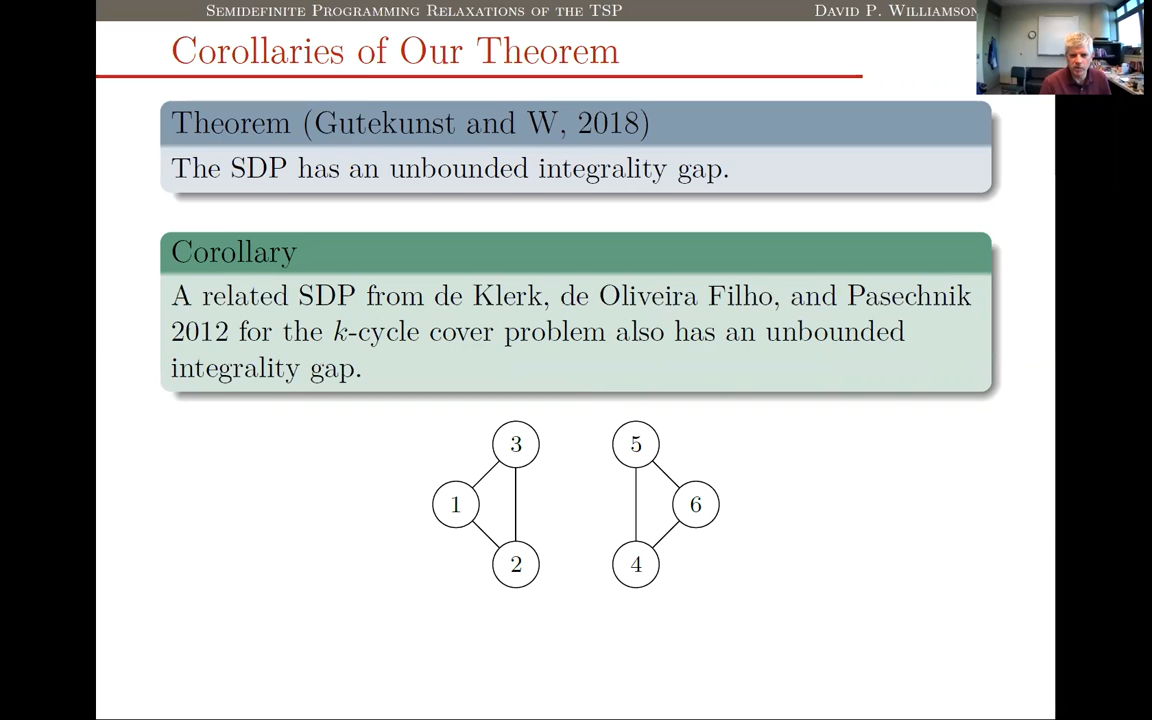 Semidefinite Programming Relaxations of the TSP David P. Williamson
Corollaries of Our Theorem
Theorem (Gutekunst and W, 2018)
The SDP has an unbounded integrality gap.
Corollary
A related SDP from de Klerk, de Oliveira Filho, and Pasechnik
2012 for the k-cycle cover problem also has an unbounded
integrality gap.
3 5
1 6
2 4